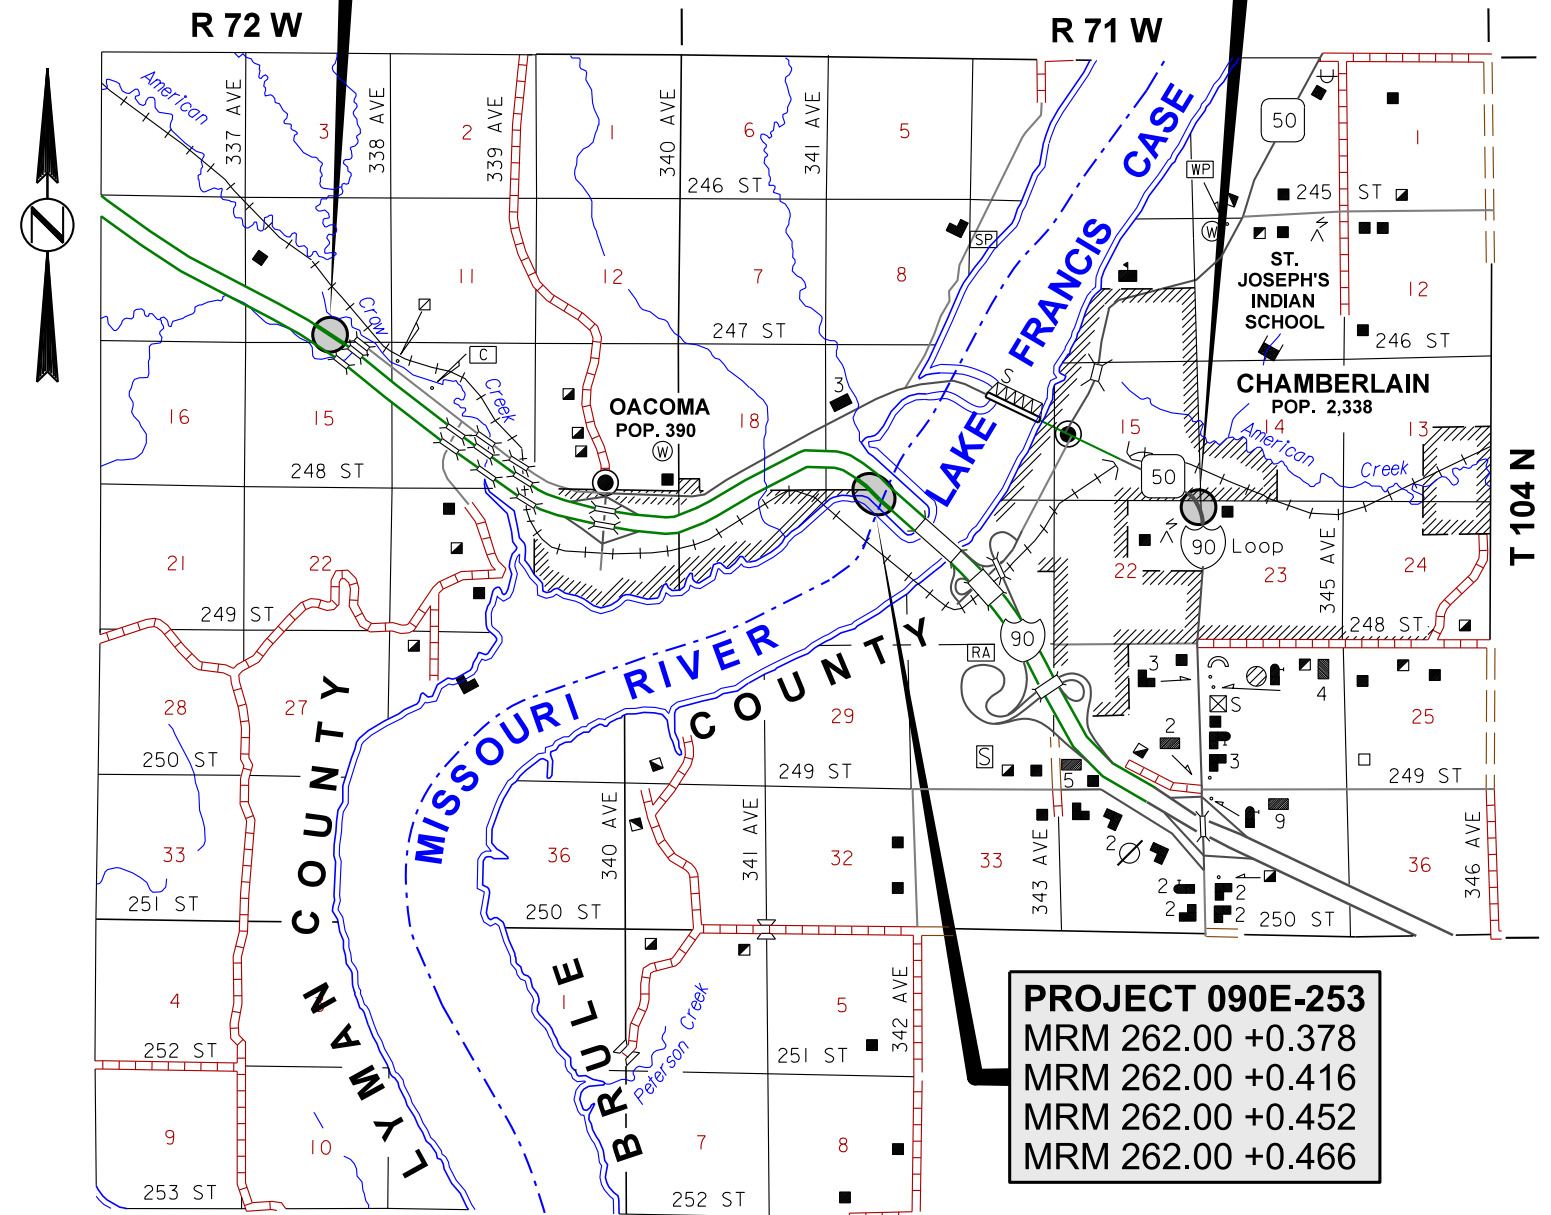 R 72 W
R 71 W
American
337 AVE
3
338 AVE
2
339 AVE
1
340 AVE
6
341 AVE
5
50
1
WP
245 ST
246 ST
W
SP
ST.
JOSEPH'S
INDIAN
SCHOOL
11
12
7
8
12
LAKE FRANCIS CASE
Crow
Creek
C
247 ST
246 ST
OACOMA
POP. 390
W
3
S
CHAMBERLAIN
POP. 2,338
16
15
18
15
14
13
American
Creek
248 ST
50
T 104 N
N
21
22
90
Loop
22
23
345 AVE
24
249 ST
248 ST
90
RA
MISSOURI RIVER
LYMAN COUNTY
BRULE COUNTY
28
27
29
3
4
S
25
250 ST
249 ST
2
3
S
5
249 ST
9
33
36
340 AVE
341 AVE
32
33
343 AVE
2
36
346 AVE
251 ST
250 ST
2
2
2
2
250 ST
4
1
5
342 AVE
252 ST
251 ST
Peterson Creek
9
10
7
8
253 ST
252 ST
PROJECT 090E-253
MRM 262.00 +0.378
MRM 262.00 +0.416
MRM 262.00 +0.452
MRM 262.00 +0.466